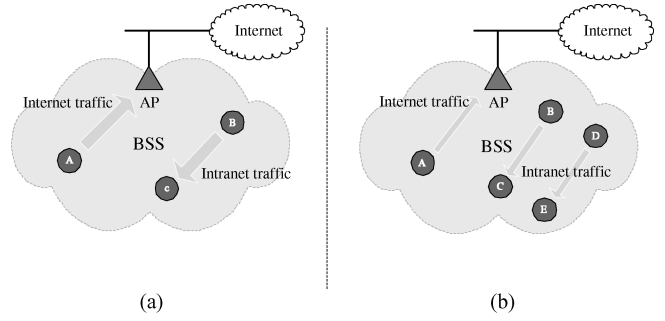 Internet
Internet traffic
AP
B
BSS
A
Intranet traffic
c
(a)
Internet
Internet traffic
AP
B
D
BSS
A
Intranet traffic
C
E
(b)